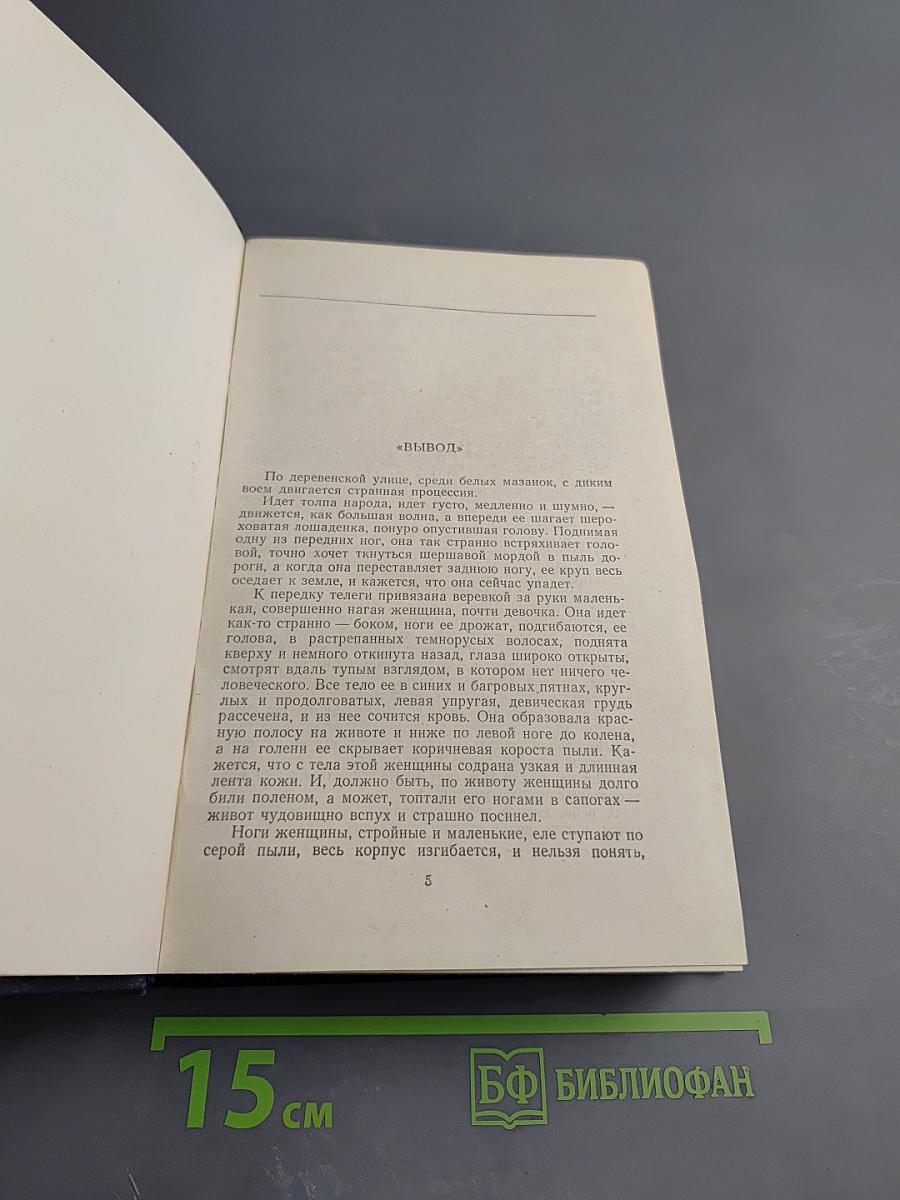 «ВЫВОД»
По деревенской улице, среди белых мазанок, с диким
воем двигается странная процессия.
Идет толпа народа, идет густо, медленно и шумно, —
движется, как большая волна, а впереди ее шагает шеро-
ховатая лошаденка, понуро опустившая голову. Поднимая
одну из передних ног, она так странно встряхивает голо-
вой, точно хочет ткнуться шершавой мордой в пыль до-
роги, а когда она переставляет заднюю ногу, ее круп весь
оседает к земле, и кажется, что она сейчас упадет.
К передку телеги привязана веревкой за руки малень-
кая, совершенно нагая женщина, почти девочка. Она идет
как-то странно — боком, ноги ее дрожат, подгибаются, ее
голова, в растрепанных темнорусых волосах, поднята
кверху и немного откинута назад, глаза широко открыты,
смотрят вдаль тупым взглядом, в котором нет ничего че-
ловеческого. Все тело ее в синих и багровых пятнах, круг-
лых и продолговатых, левая упругая, девическая грудь
рассечена, и из нее сочится кровь. Она образовала крас-
ную полосу на животе и ниже по левой ноге до колена,
а на голени ее скрывает коричневая короста пыли. Ка-
жется, что с тела этой женщины содрана узкая и длинная
лента кожи. И, должно быть, по животу женщины долго
били поленом, а может, топтали его ногами в сапогах —
живот чудовищно вспух и страшно посинел.
Ноги женщины, стройные и маленькие, еле ступают по
серой пыли, весь корпус изгибается, и нельзя понять,
5
15 см
БФ БИБЛИОФАН